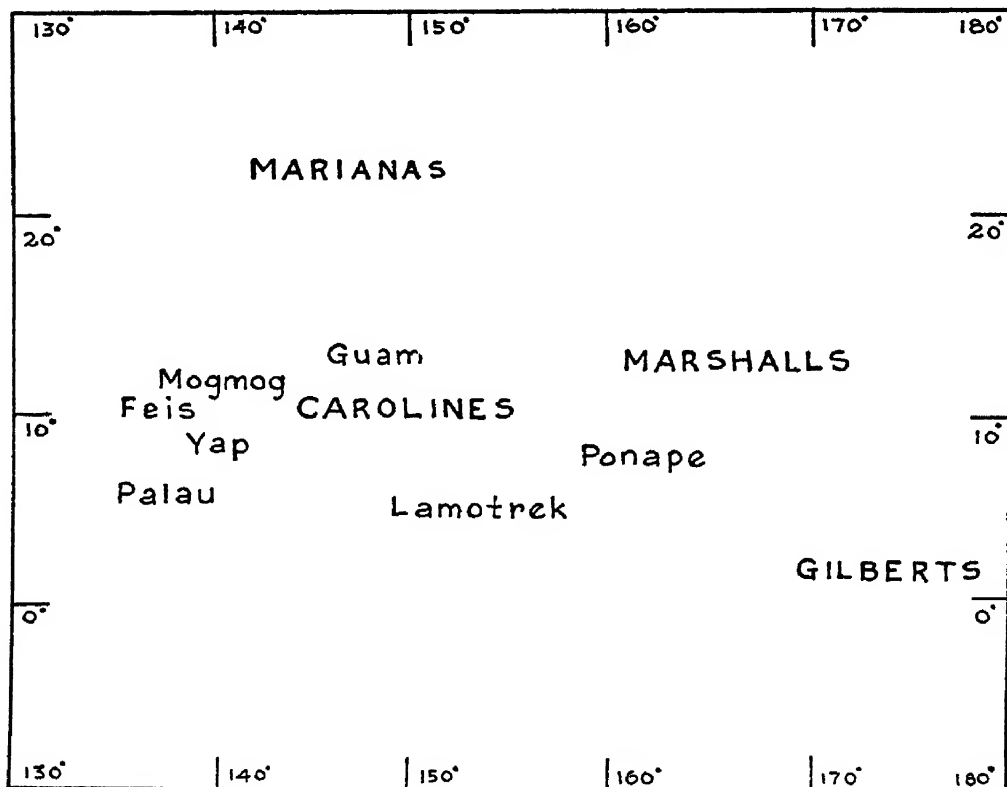 130° 140° 150° 160° 170° 180°
MARIANAS
20° 20°
Guam MARSHALLS
Mogmog
Feis CAROLINES
10° 10°
Yap Ponape
Palau
Lamotrek
GILBERTS
0° 0°
130° 140° 150° 160° 170° 180°